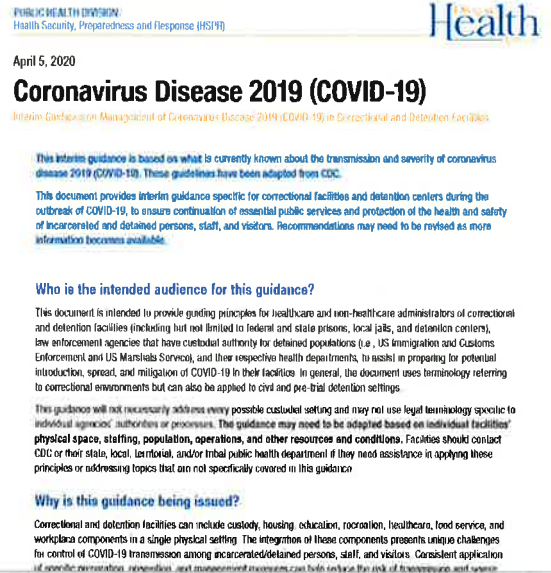 PUBLIC HEALTH DIVISION
Health Security, Preparedness and Response (HSPR)
Health
April 5, 2020
Coronavirus Disease 2019 (COVID-19)
Interim Guidance on Management of Coronavirus Disease 2019 (COVID-19) in Correctional and Detention Facilities
This interim guidance is based on what is currently known about the transmission and severity of coronavirus
disease 2019 (COVID-19). These guidelines have been adapted from CDC.
This document provides interim guidance specific for correctional facilities and detention centers during the
outbreak of COVID-19, to ensure continuation of essential public services and protection of the health and safety
of incarcerated and detained persons, staff, and visitors. Recommendations may need to be revised as more
information becomes available.
Who is the intended audience for this guidance?
This document is intended to provide guiding principles for healthcare and non-healthcare administrators of correctional
and detention facilities (including but not limited to federal and state prisons, local jails, and detention centers),
law enforcement agencies that have custodial authority for detained populations (i.e., US Immigration and Customs
Enforcement and US Marshals Service), and their respective health departments, to assist in preparing for potential
introduction, spread, and mitigation of COVID-19 in their facilities. In general, the document uses terminology referring
to correctional environments but can also be applied to civil and pre-trial detention settings.
This guidance will not necessarily address every possible custodial setting and may not use legal terminology specific to
individual agencies' authorities or processes. The guidance may need to be adapted based on individual facilities'
physical space, staffing, population, operations, and other resources and conditions. Facilities should contact
CDC or their state, local, territorial, and/or tribal public health department if they need assistance in applying these
principles or addressing topics that are not specifically covered in this guidance
Why is this guidance being issued?
Correctional and detention facilities can include custody, housing, education, recreation, healthcare, food service, and
workplace components in a single physical setting. The integration of these components presents unique challenges
for control of COVID-19 transmission among incarcerated/detained persons, staff, and visitors. Consistent application
of specific preparation, prevention, and management measures can help reduce the risk of transmission and severe